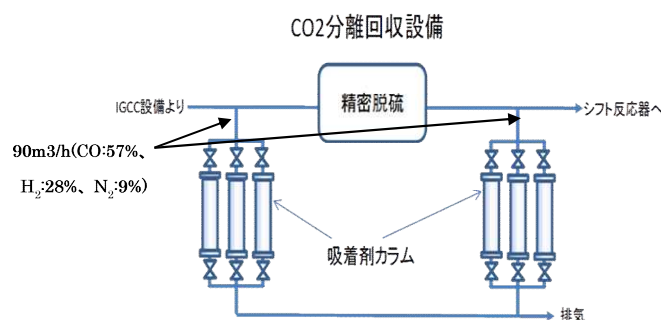 CO2分離回収設備
IGCC設備より
精密脱硫
シフト反応器へ
90m3/h(CO:57%、
H2:28%、N2:9%)
吸着剤カラム
排気